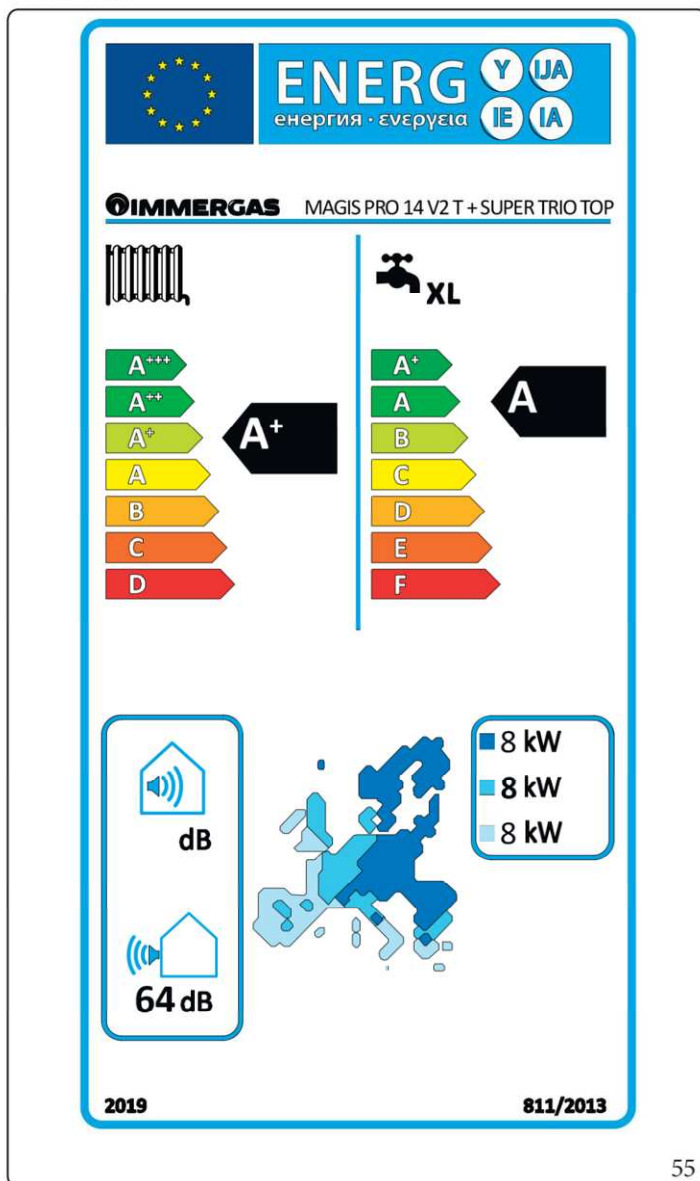 ENERG Y IJA
енергия · ενεργεια IE IA
IMMERGAS MAGIS PRO 14 V2 T + SUPER TRIO TOP
XL
A+++
A++
A+
A
B
C
D
A+
A+
A
B
C
D
E
F
A
dB
64 dB
8 kW
8 kW
8 kW
2019 811/2013
55